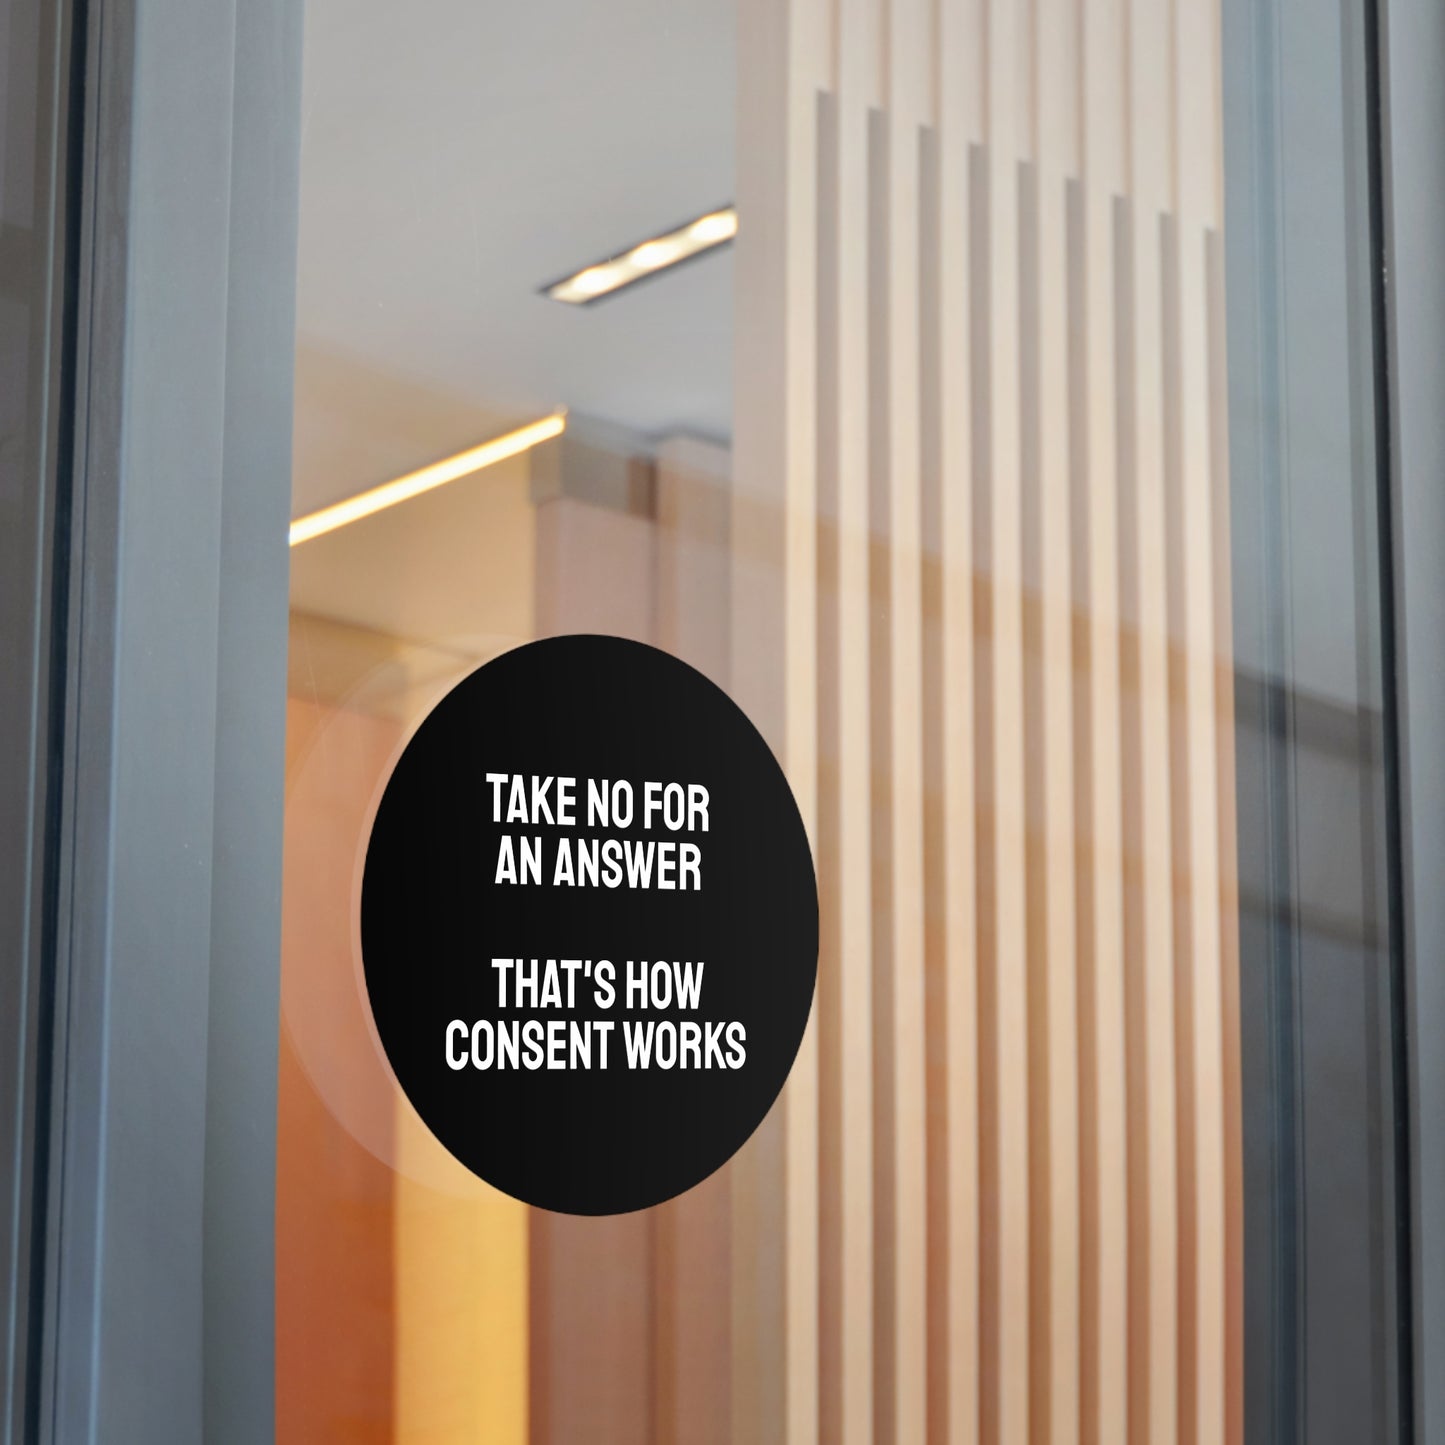 TAKE NO FOR
AN ANSWER
THAT'S HOW
CONSENT WORKS